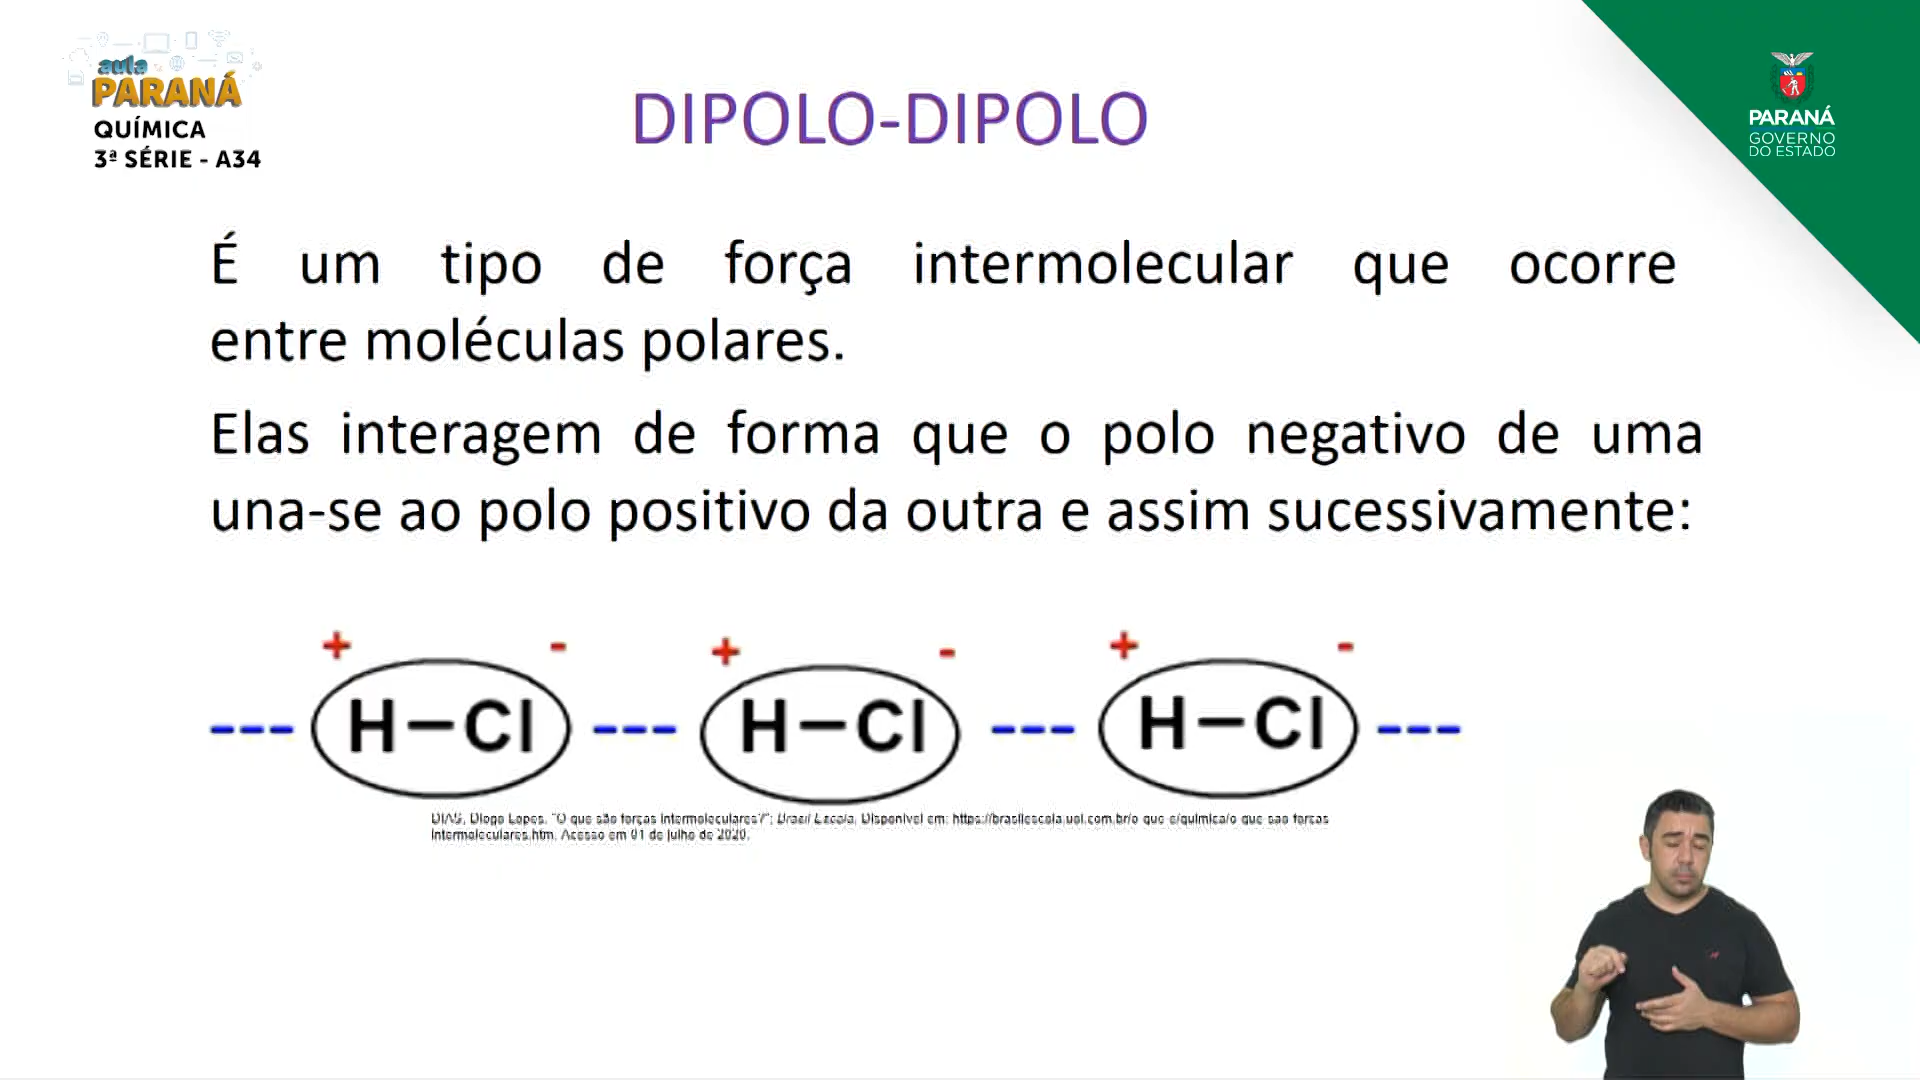 aula
PARANÁ
QUÍMICA
3ª SÉRIE - A34
DIPOLO-DIPOLO
PARANÁ
GOVERNO
DO ESTADO
É um tipo de força intermolecular que ocorre
entre moléculas polares.
Elas interagem de forma que o polo negativo de uma
una-se ao polo positivo da outra e assim sucessivamente:
+ - + - + -
--- H—Cl --- H—Cl --- H—Cl ---
DIAS, Diogo Lopes. "O que são forças intermoleculares?"; Brasil Escola. Disponível em: https://brasilescola.uol.com.br/o que e/quimica/o que sao forcas
intermoleculares.htm. Acesso em 01 de julho de 2020.